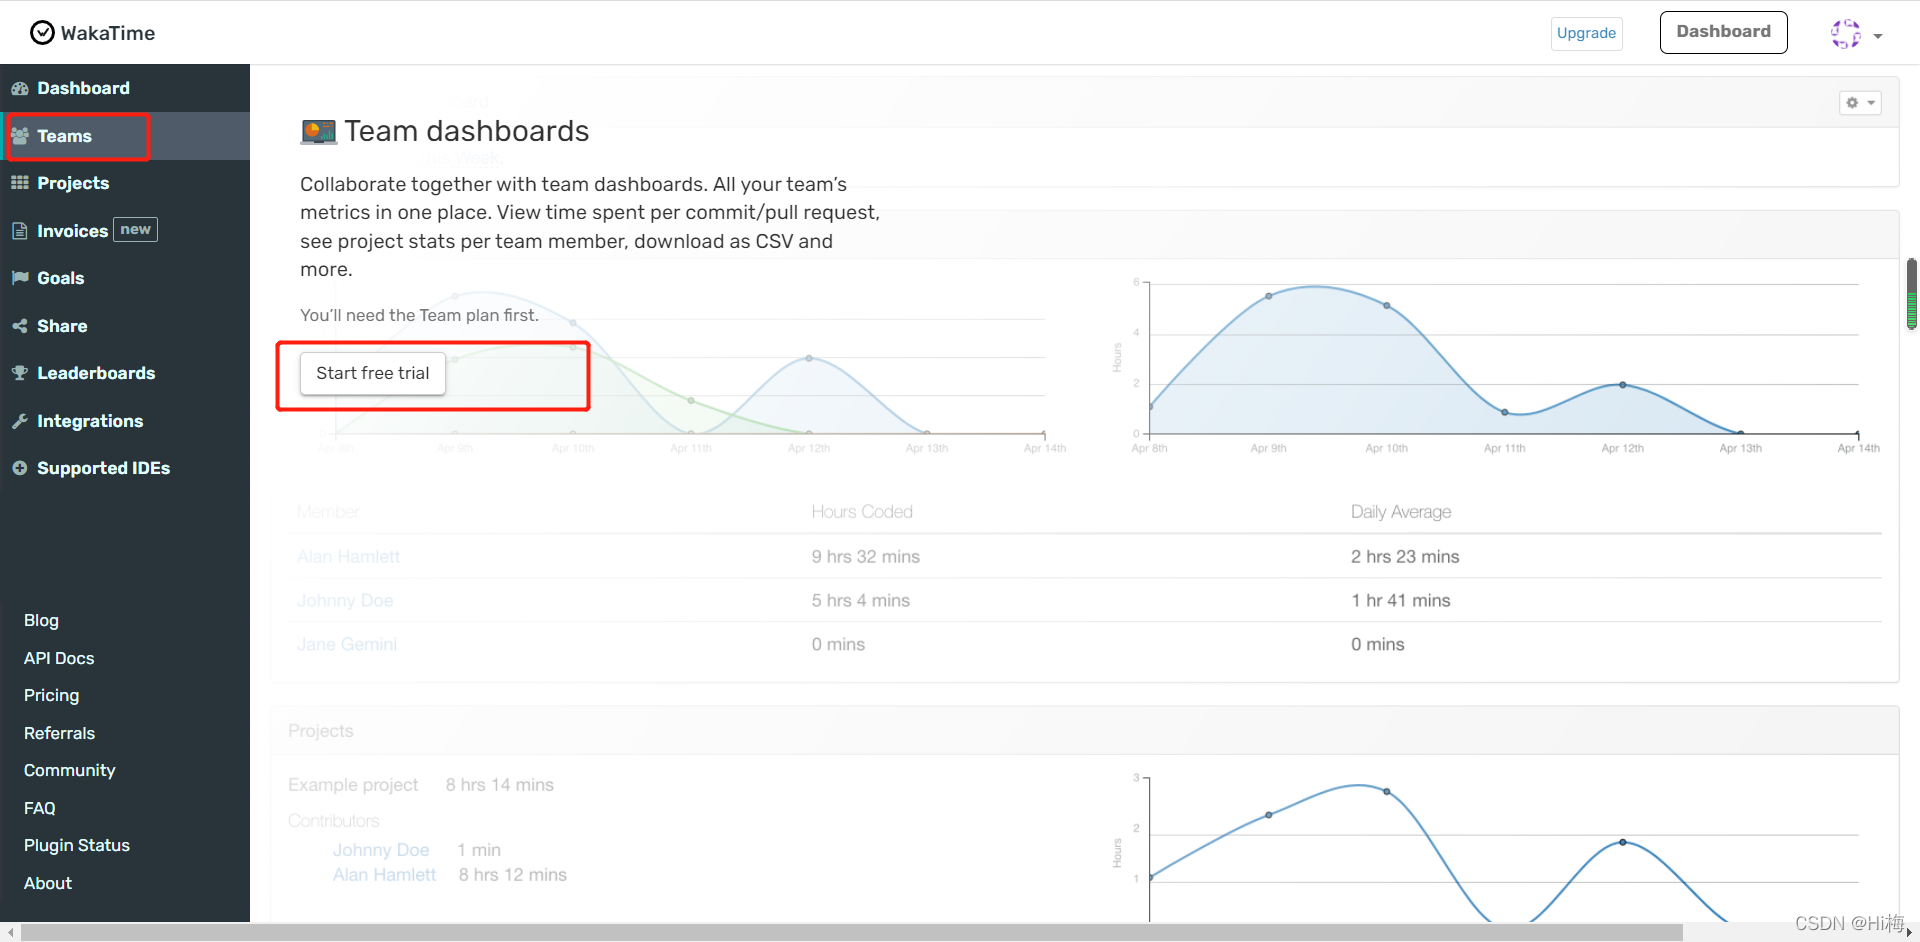 WakaTime
Upgrade
Dashboard
Dashboard
Teams
Projects
Invoices new
Goals
Share
Leaderboards
Integrations
Supported IDEs
Blog
API Docs
Pricing
Referrals
Community
FAQ
Plugin Status
About
Team dashboards
Week.
Collaborate together with team dashboards. All your team's
metrics in one place. View time spent per commit/pull request,
see project stats per team member, download as CSV and
more.
You'll need the Team plan first.
Start free trial
0
Apr 8th Apr 9th Apr 10th Apr 11th Apr 12th Apr 13th Apr 14th
6
4
2
0
Hours
Apr 8th Apr 9th Apr 10th Apr 11th Apr 12th Apr 13th Apr 14th
Member Hours Coded Daily Average
Alan Hamlett 9 hrs 32 mins 2 hrs 23 mins
Johnny Doe 5 hrs 4 mins 1 hr 41 mins
Jane Gemini 0 mins 0 mins
Projects
Example project 8 hrs 14 mins
Contributors
Johnny Doe 1 min
Alan Hamlett 8 hrs 12 mins
3
2
1
Hours
CSDN @Hi梅